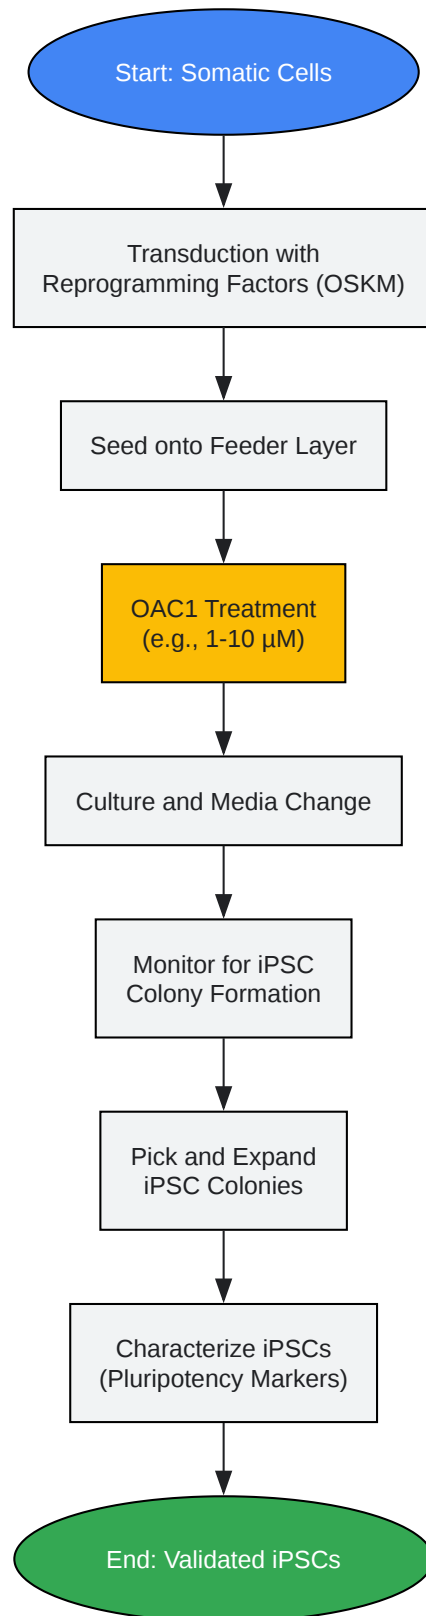 Start: Somatic Cells
Transduction with
Reprogramming Factors (OSKM)
Seed onto Feeder Layer
OAC1 Treatment
(e.g., 1-10 µM)
Culture and Media Change
Monitor for iPSC
Colony Formation
Pick and Expand
iPSC Colonies
Characterize iPSCs
(Pluripotency Markers)
End: Validated iPSCs